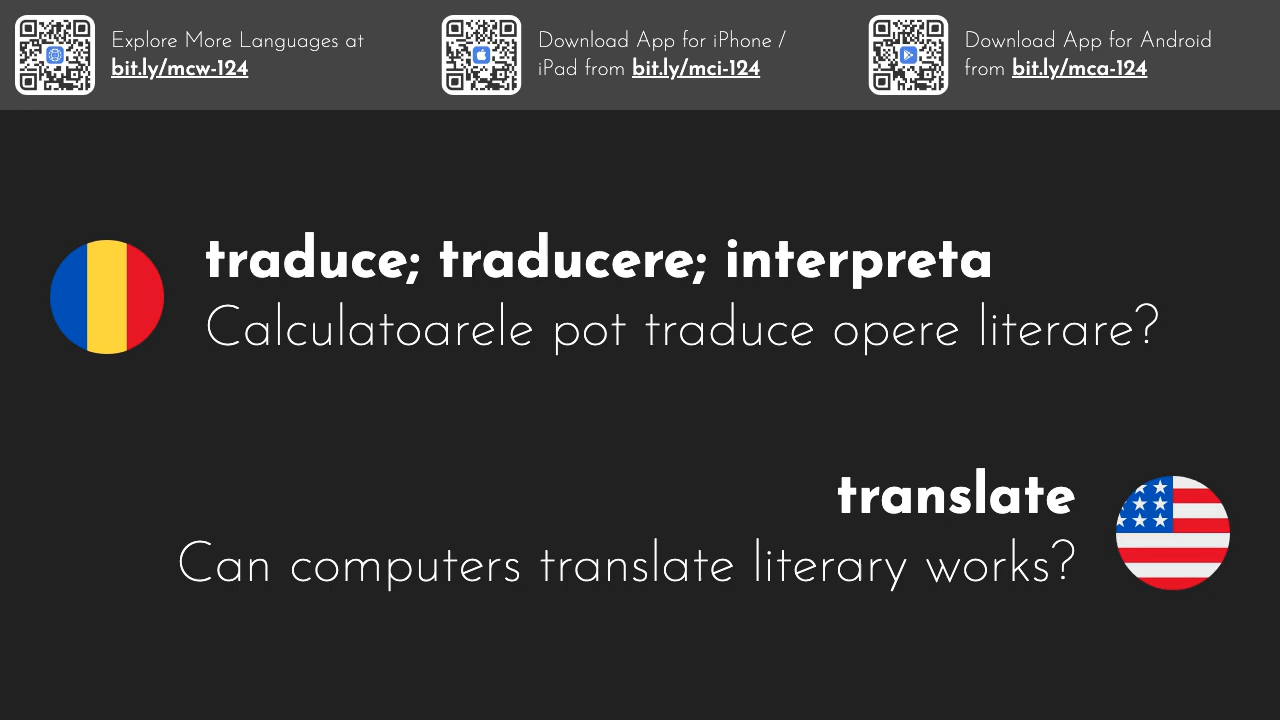 Explore More Languages at
bit.ly/mcw-124
Download App for iPhone /
iPad from bit.ly/mci-124
Download App for Android
from bit.ly/mca-124
traduce; traducere; interpreta
Calculatoarele pot traduce opere literare?
translate
Can computers translate literary works?